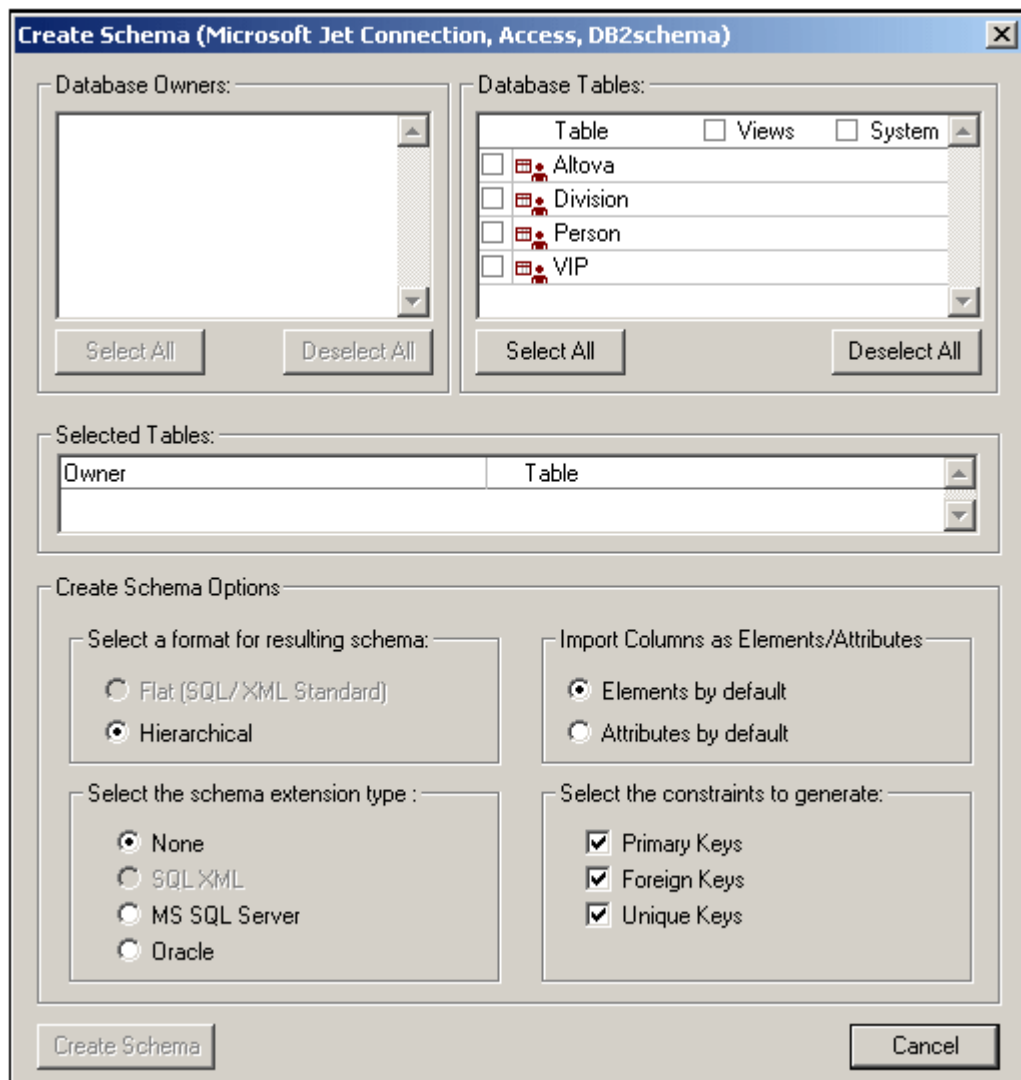 Create Schema (Microsoft Jet Connection, Access, DB2schema)
Database Owners:
Select All Deselect All
Database Tables:
Table Views System
Altova
Division
Person
VIP
Select All Deselect All
Selected Tables:
Owner Table
Create Schema Options
Select a format for resulting schema:
Flat (SQL/ XML Standard)
Hierarchical
Import Columns as Elements/Attributes
Elements by default
Attributes by default
Select the schema extension type :
None
SQL XML
MS SQL Server
Oracle
Select the constraints to generate:
Primary Keys
Foreign Keys
Unique Keys
Create Schema Cancel